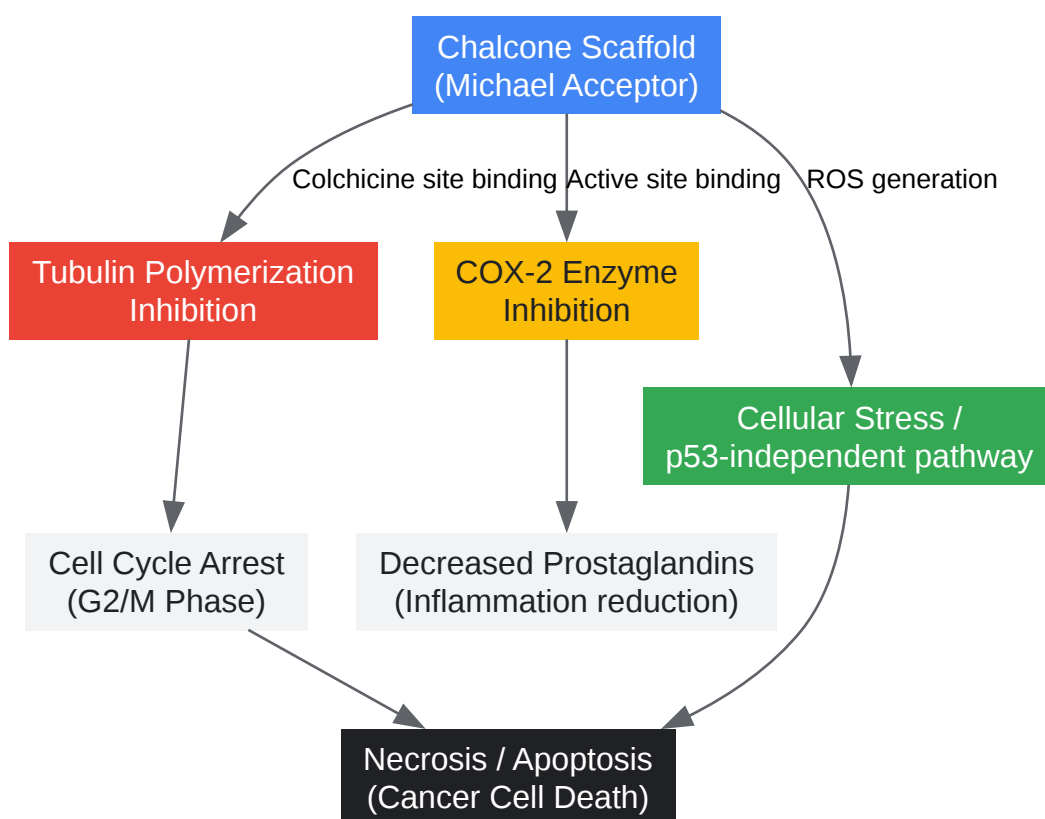 Chalcone Scaffold
(Michael Acceptor)
Colchicine site binding
Active site binding
ROS generation
Tubulin Polymerization
Inhibition
COX-2 Enzyme
Inhibition
Cellular Stress /
p53-independent pathway
Cell Cycle Arrest
(G2/M Phase)
Decreased Prostaglandins
(Inflammation reduction)
Necrosis / Apoptosis
(Cancer Cell Death)